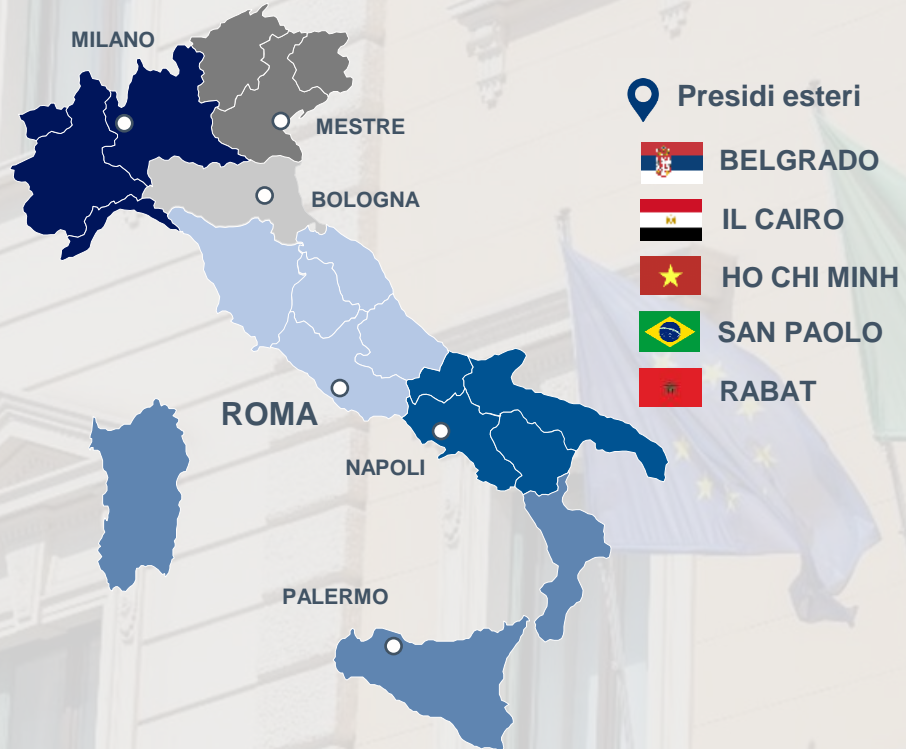 MILANO
MESTRE
BOLOGNA
ROMA
NAPOLI
PALERMO
Presidi esteri
BELGRADO
IL CAIRO
HO CHI MINH
SAN PAOLO
RABAT